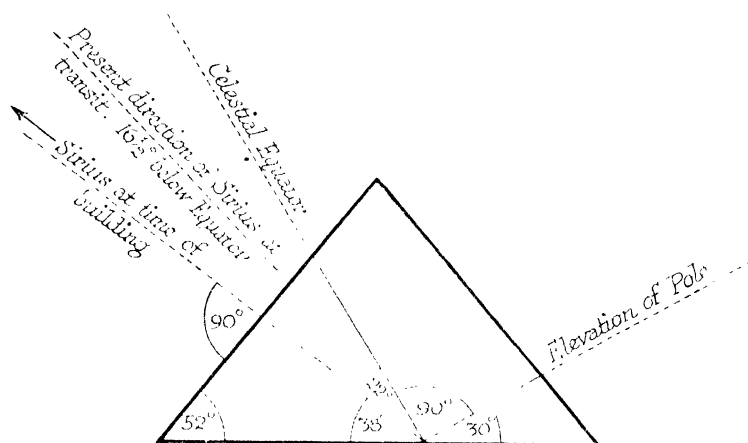 Present direction of Sirius at
transit. 16½° below Equator
Celestial Equator
Sirius at time of
building
Elevation of Pole
90°
52°
38
22°
90°
30°